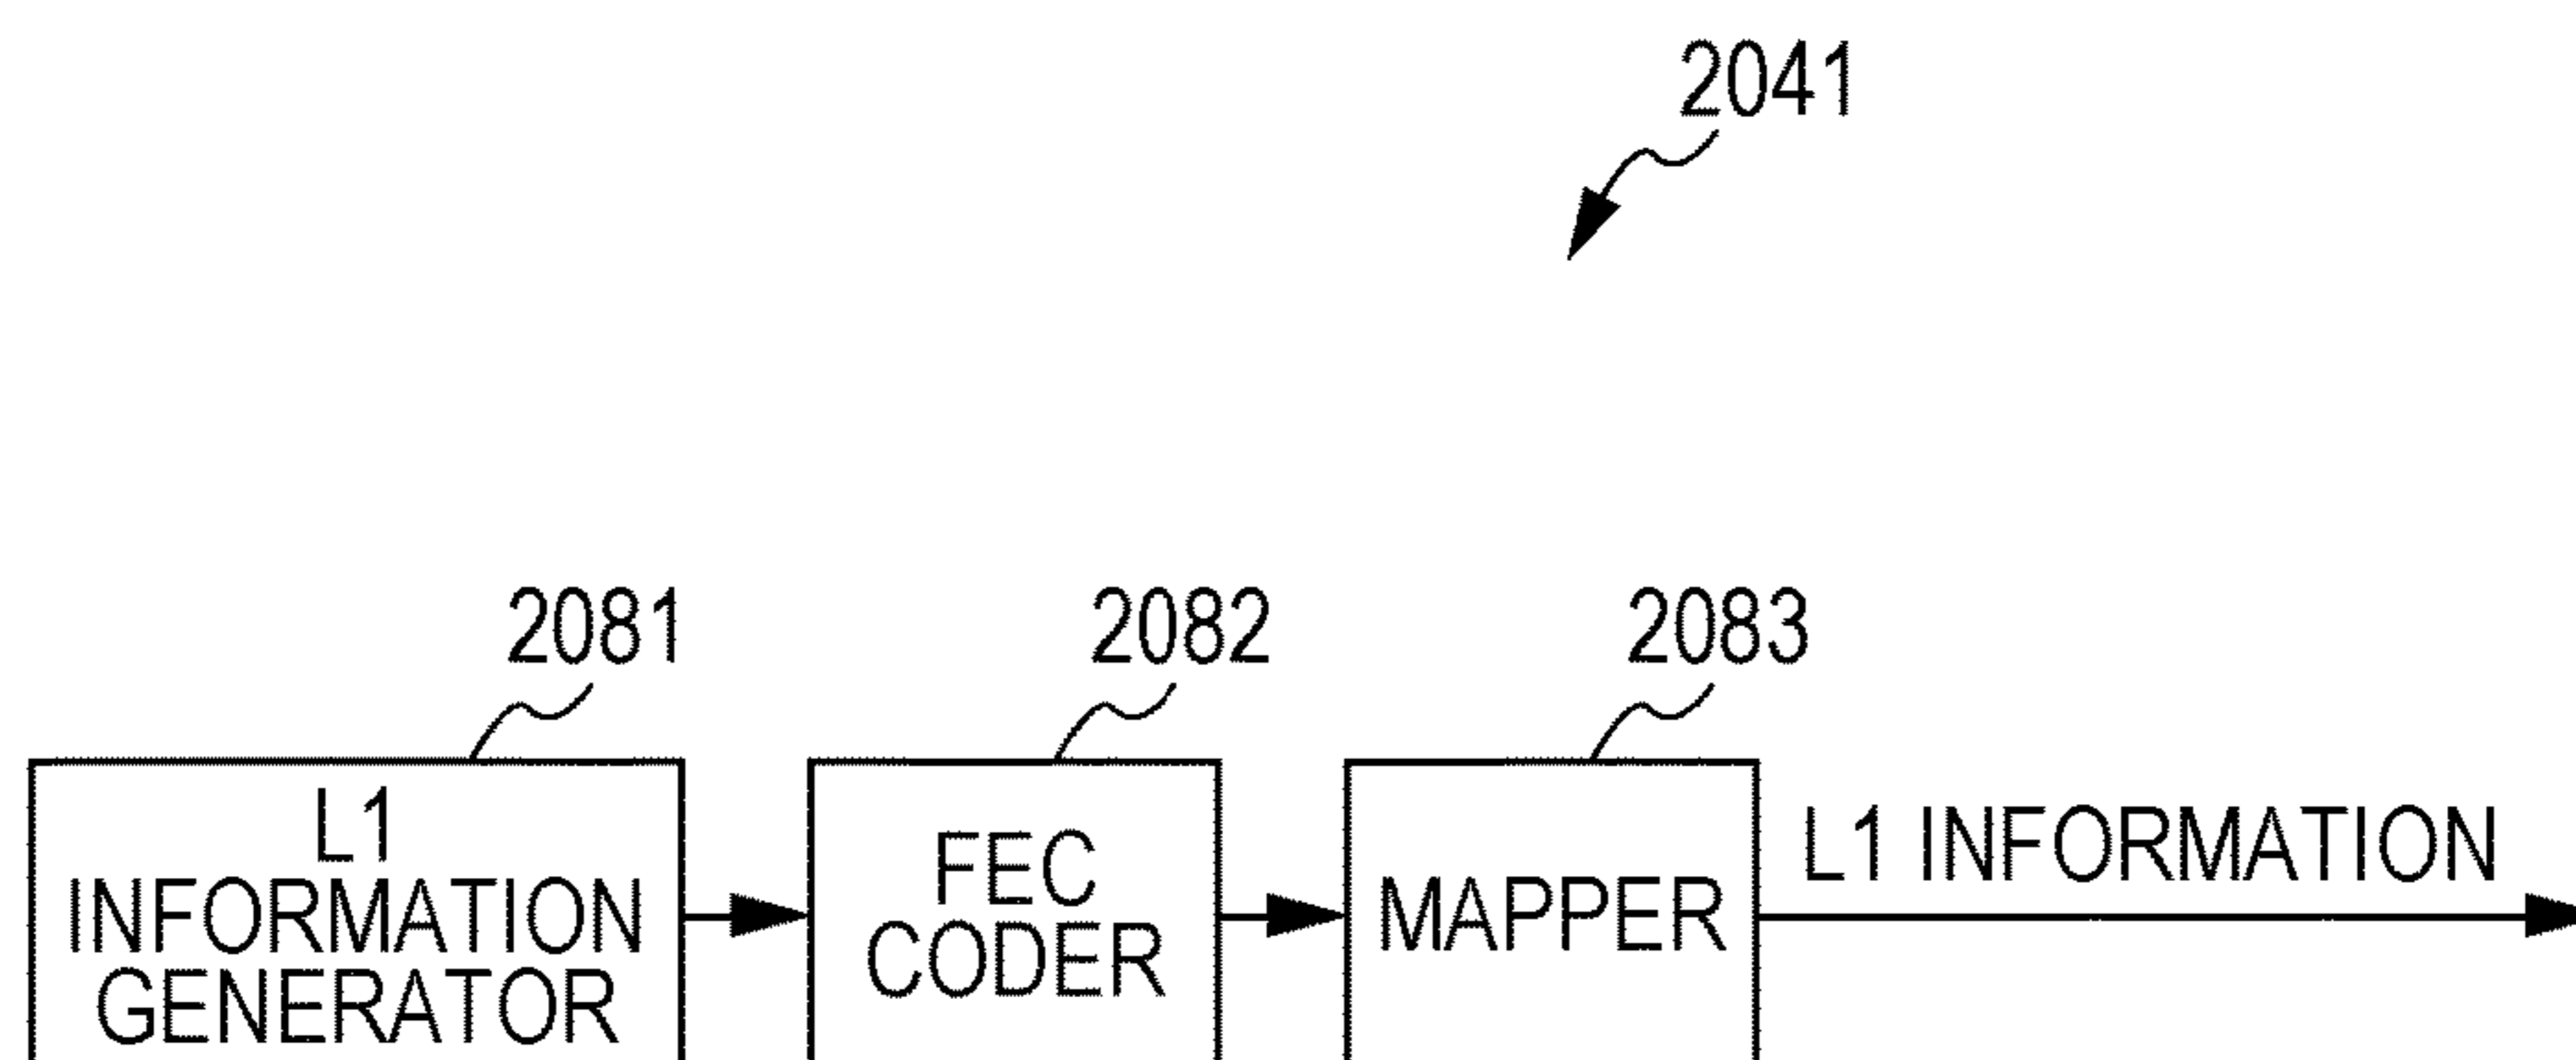 2041
2081
2082
2083
L1
INFORMATION
GENERATOR
FEC
CODER
MAPPER
L1 INFORMATION